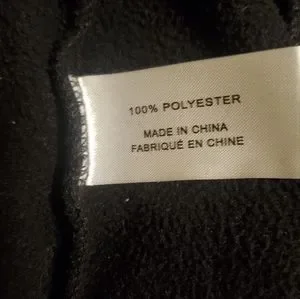 100% POLYESTER
MADE IN CHINA
FABRIQUÉ EN CHINE